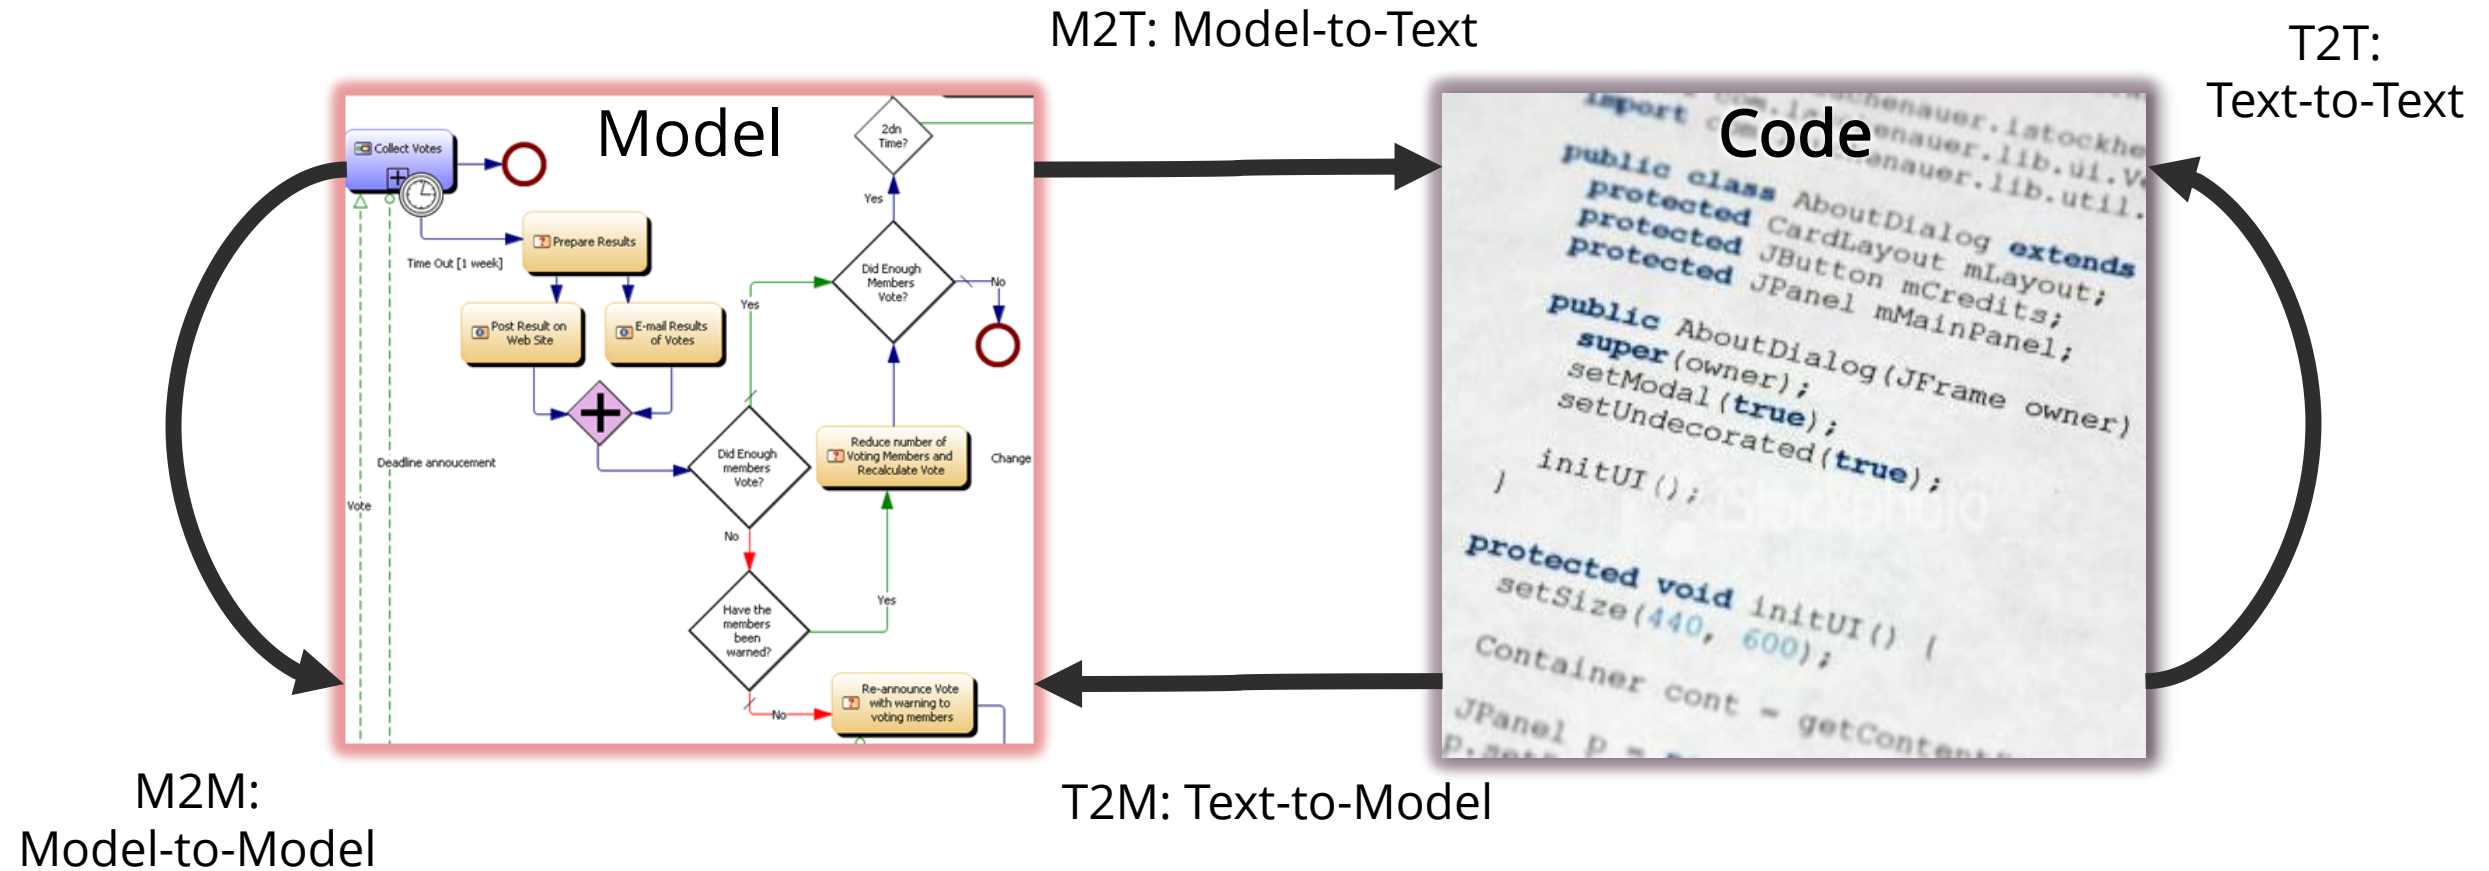 M2T: Model-to-Text
T2T:
Text-to-Text
Model
Collect Votes
Time Out [1 week]
Prepare Results
Post Result on
Web Site
E-mail Results
of Votes
Deadline annoucement
Vote
2dn
Time?
Yes
Did Enough
Members
Vote?
No
Yes
Did Enough
members
Vote?
Reduce number of
Voting Members and
Recalculate Vote
Change
No
Have the
members
been
warned?
Yes
No
Re-announce Vote
with warning to
voting members
Code
import
public class AboutDialog extends
protected CardLayout mLayout;
protected JButton mCredits;
protected JPanel mMainPanel;
public AboutDialog(JFrame owner)
super(owner);
setModal(true);
setUndecorated(true);
initUI();
}
protected void initUI() {
setSize(440, 600);
Container cont =
JPanel p =
M2M:
Model-to-Model
T2M: Text-to-Model